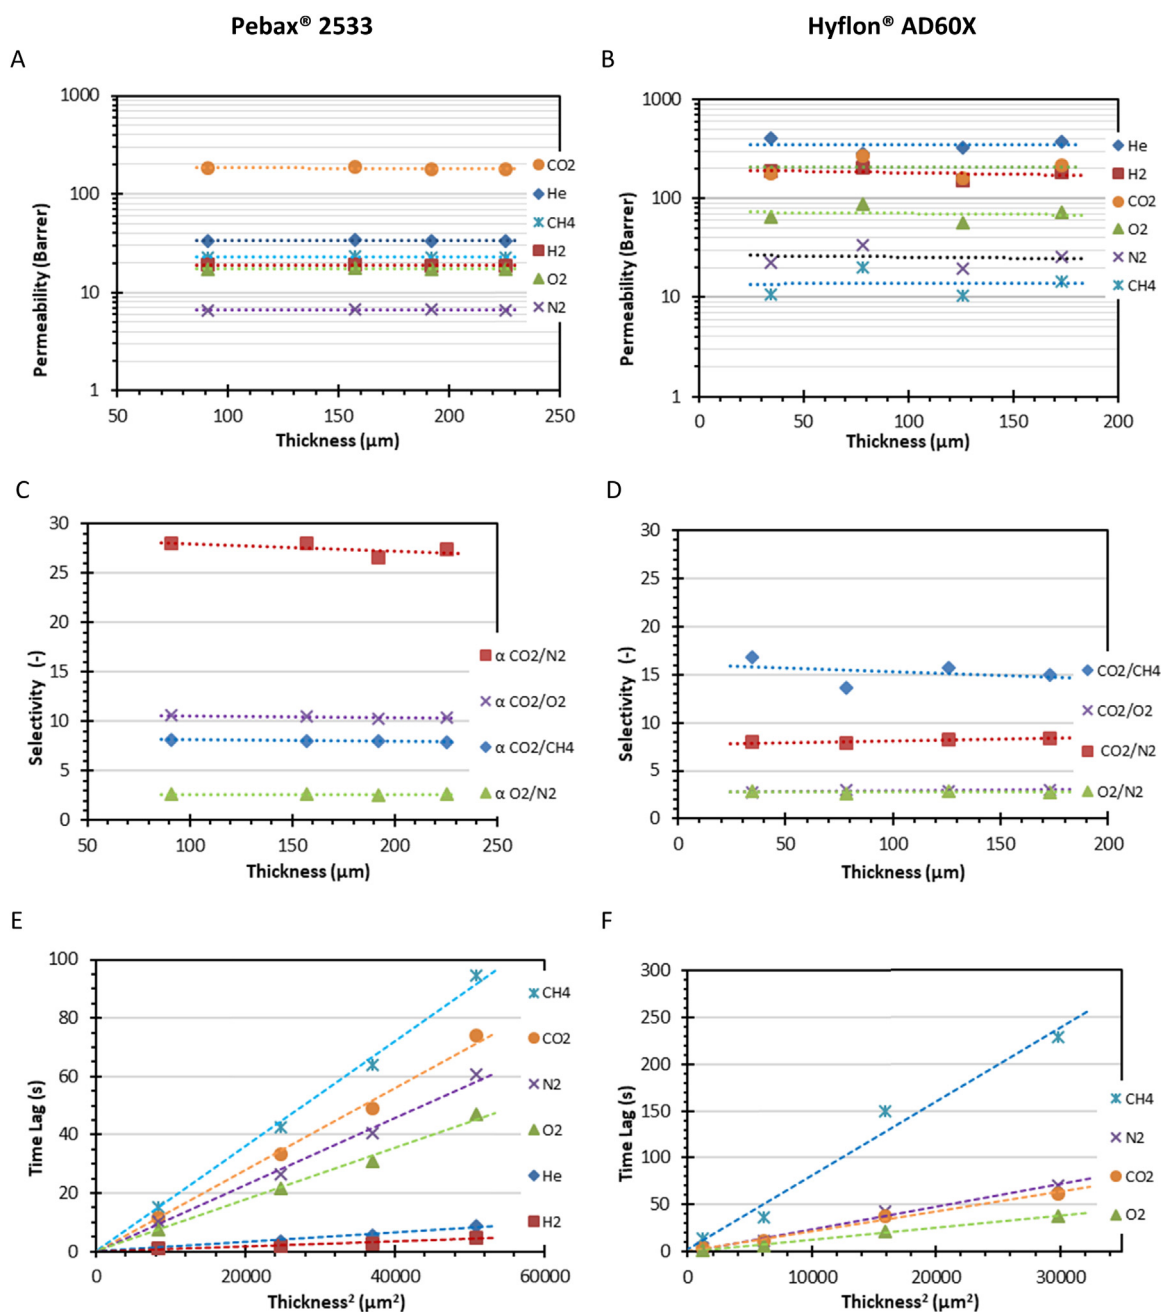 Pebax® 2533
Hyflon® AD60X
A
1000
100
10
1
50
100
150
200
250
Permeability (Barrer)
Thickness (µm)
CO2
He
CH4
H2
O2
N2
B
1000
100
10
1
0
50
100
150
200
Permeability (Barrer)
Thickness (µm)
He
H2
CO2
O2
N2
CH4
C
30
25
20
15
10
5
0
50
100
150
200
250
Selectivity (-)
Thickness (µm)
α CO2/N2
α CO2/O2
α CO2/CH4
α O2/N2
D
30
25
20
15
10
5
0
0
50
100
150
200
Selectivity (-)
Thickness (µm)
CO2/CH4
CO2/O2
CO2/N2
O2/N2
E
100
80
60
40
20
0
0
20000
40000
60000
Time Lag (s)
Thickness² (µm²)
CH4
CO2
N2
O2
He
H2
F
300
250
200
150
100
50
0
0
10000
20000
30000
Time Lag (s)
Thickness² (µm²)
CH4
N2
CO2
O2